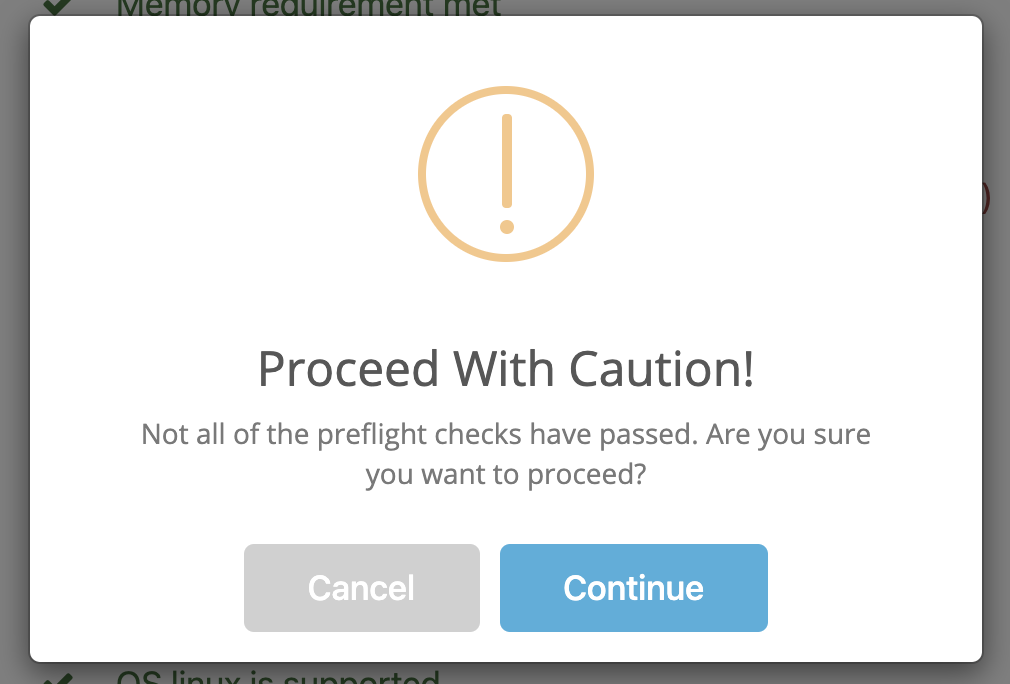 Memory requirement met
)
Proceed With Caution!
Not all of the preflight checks have passed. Are you sure
you want to proceed?
Cancel
Continue
OS linux is supported